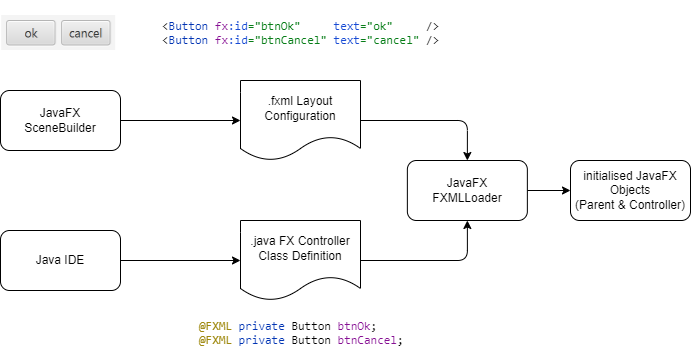 ok cancel
<Button fx:id="btnOk"     text="ok"     />
<Button fx:id="btnCancel" text="cancel" />
JavaFX
SceneBuilder
.fxml Layout
Configuration
JavaFX
FXMLLoader
initialised JavaFX
Objects
(Parent & Controller)
Java IDE
.java FX Controller
Class Definition
@FXML private Button btnOk;
@FXML private Button btnCancel;